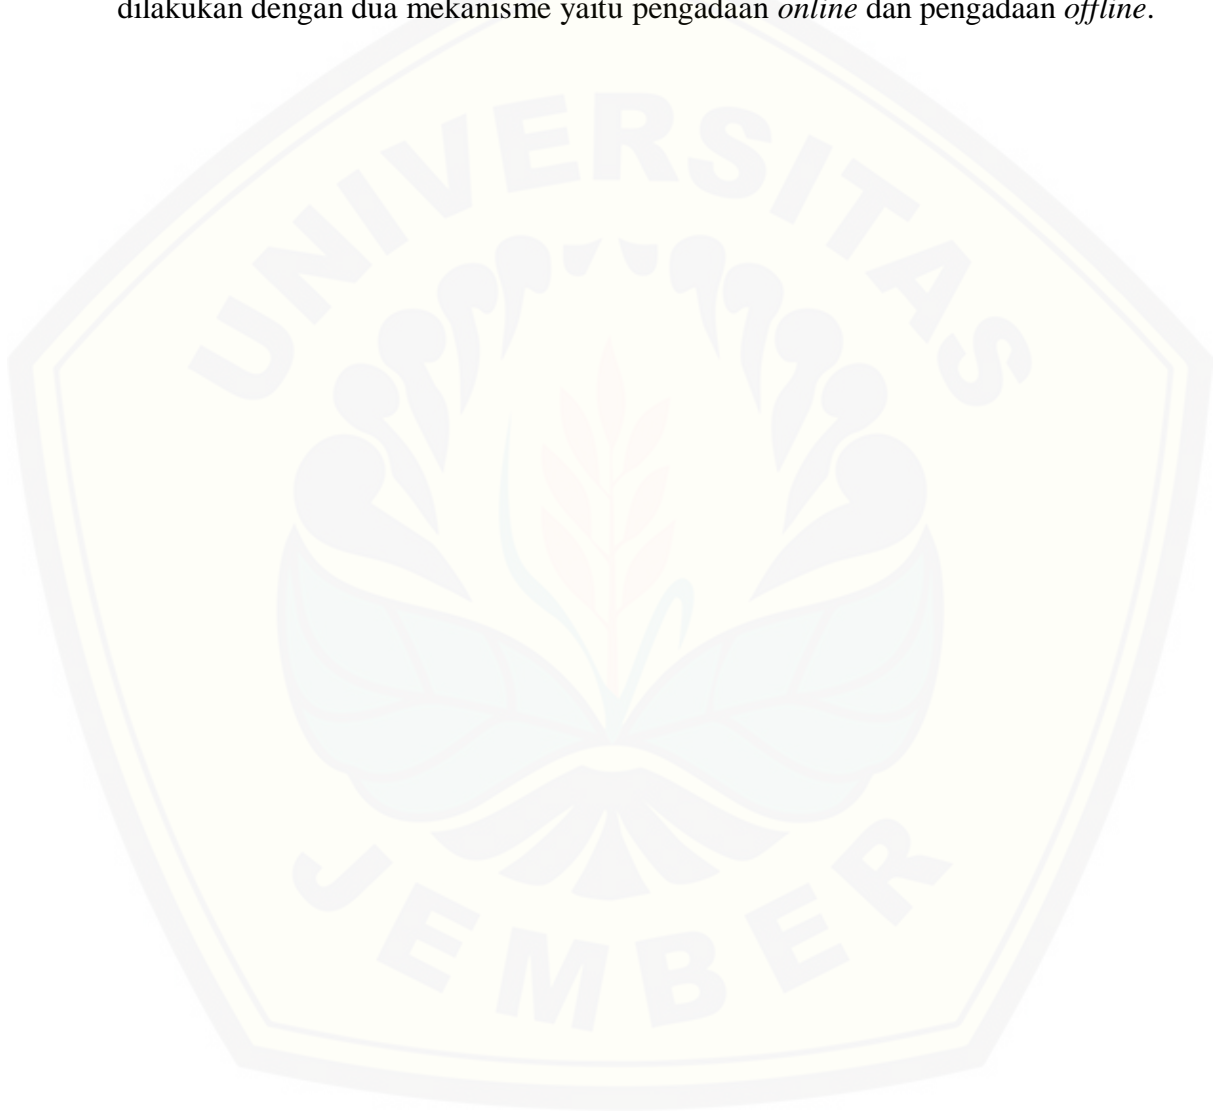 dilakukan dengan dua mekanisme yaitu pengadaan online dan pengadaan offline.
UNIVERSITAS
JEMBER